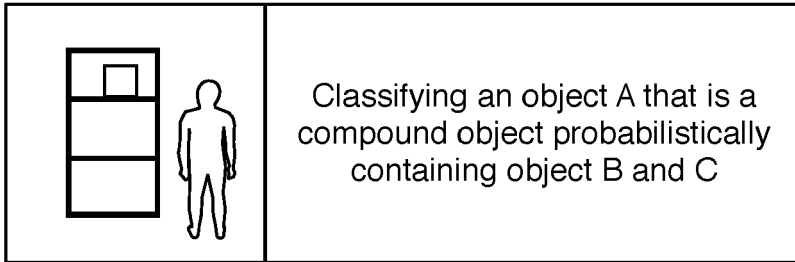 Classifying an object A that is a
compound object probabilistically
containing object B and C